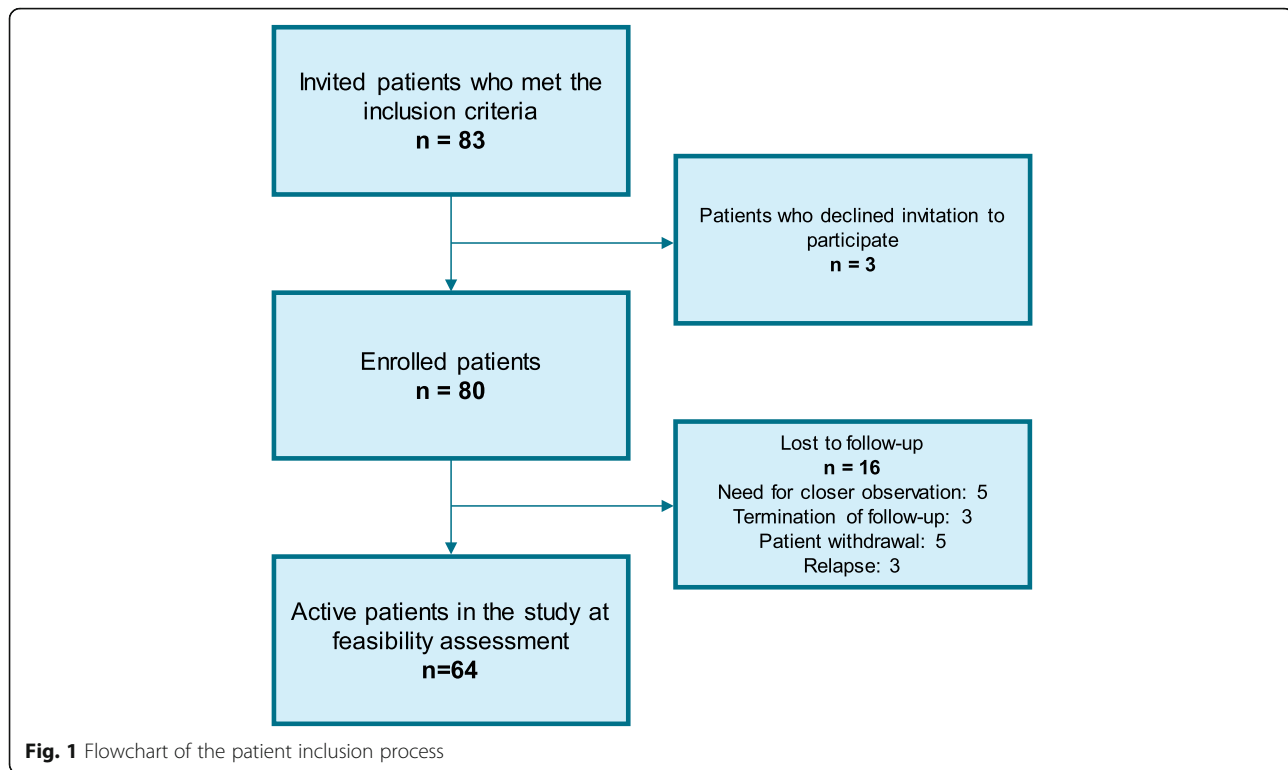 Invited patients who met the
inclusion criteria
n = 83
Patients who declined invitation to
participate
n = 3
Enrolled patients
n = 80
Lost to follow-up
n = 16
Need for closer observation: 5
Termination of follow-up: 3
Patient withdrawal: 5
Relapse: 3
Active patients in the study at
feasibility assessment
n=64
Fig. 1 Flowchart of the patient inclusion process